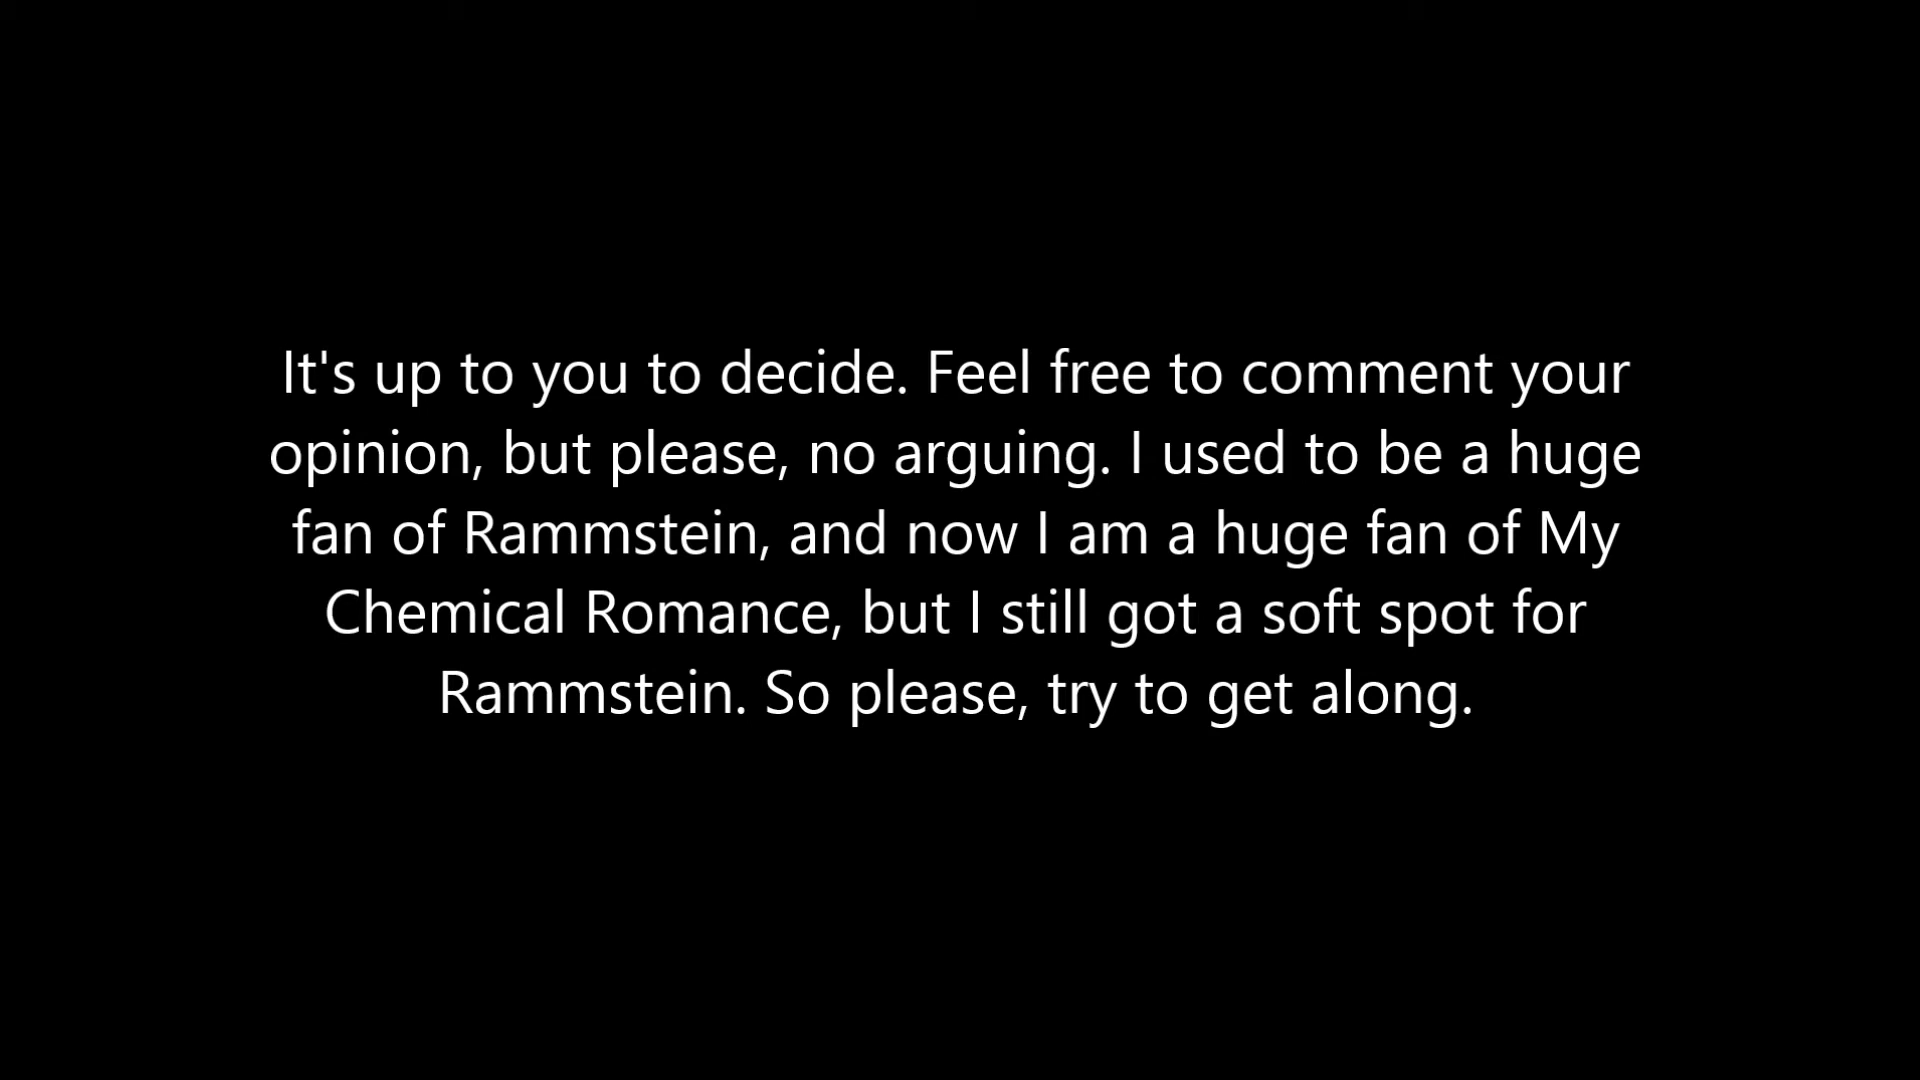 It's up to you to decide. Feel free to comment your
opinion, but please, no arguing. I used to be a huge
fan of Rammstein, and now I am a huge fan of My
Chemical Romance, but I still got a soft spot for
Rammstein. So please, try to get along.